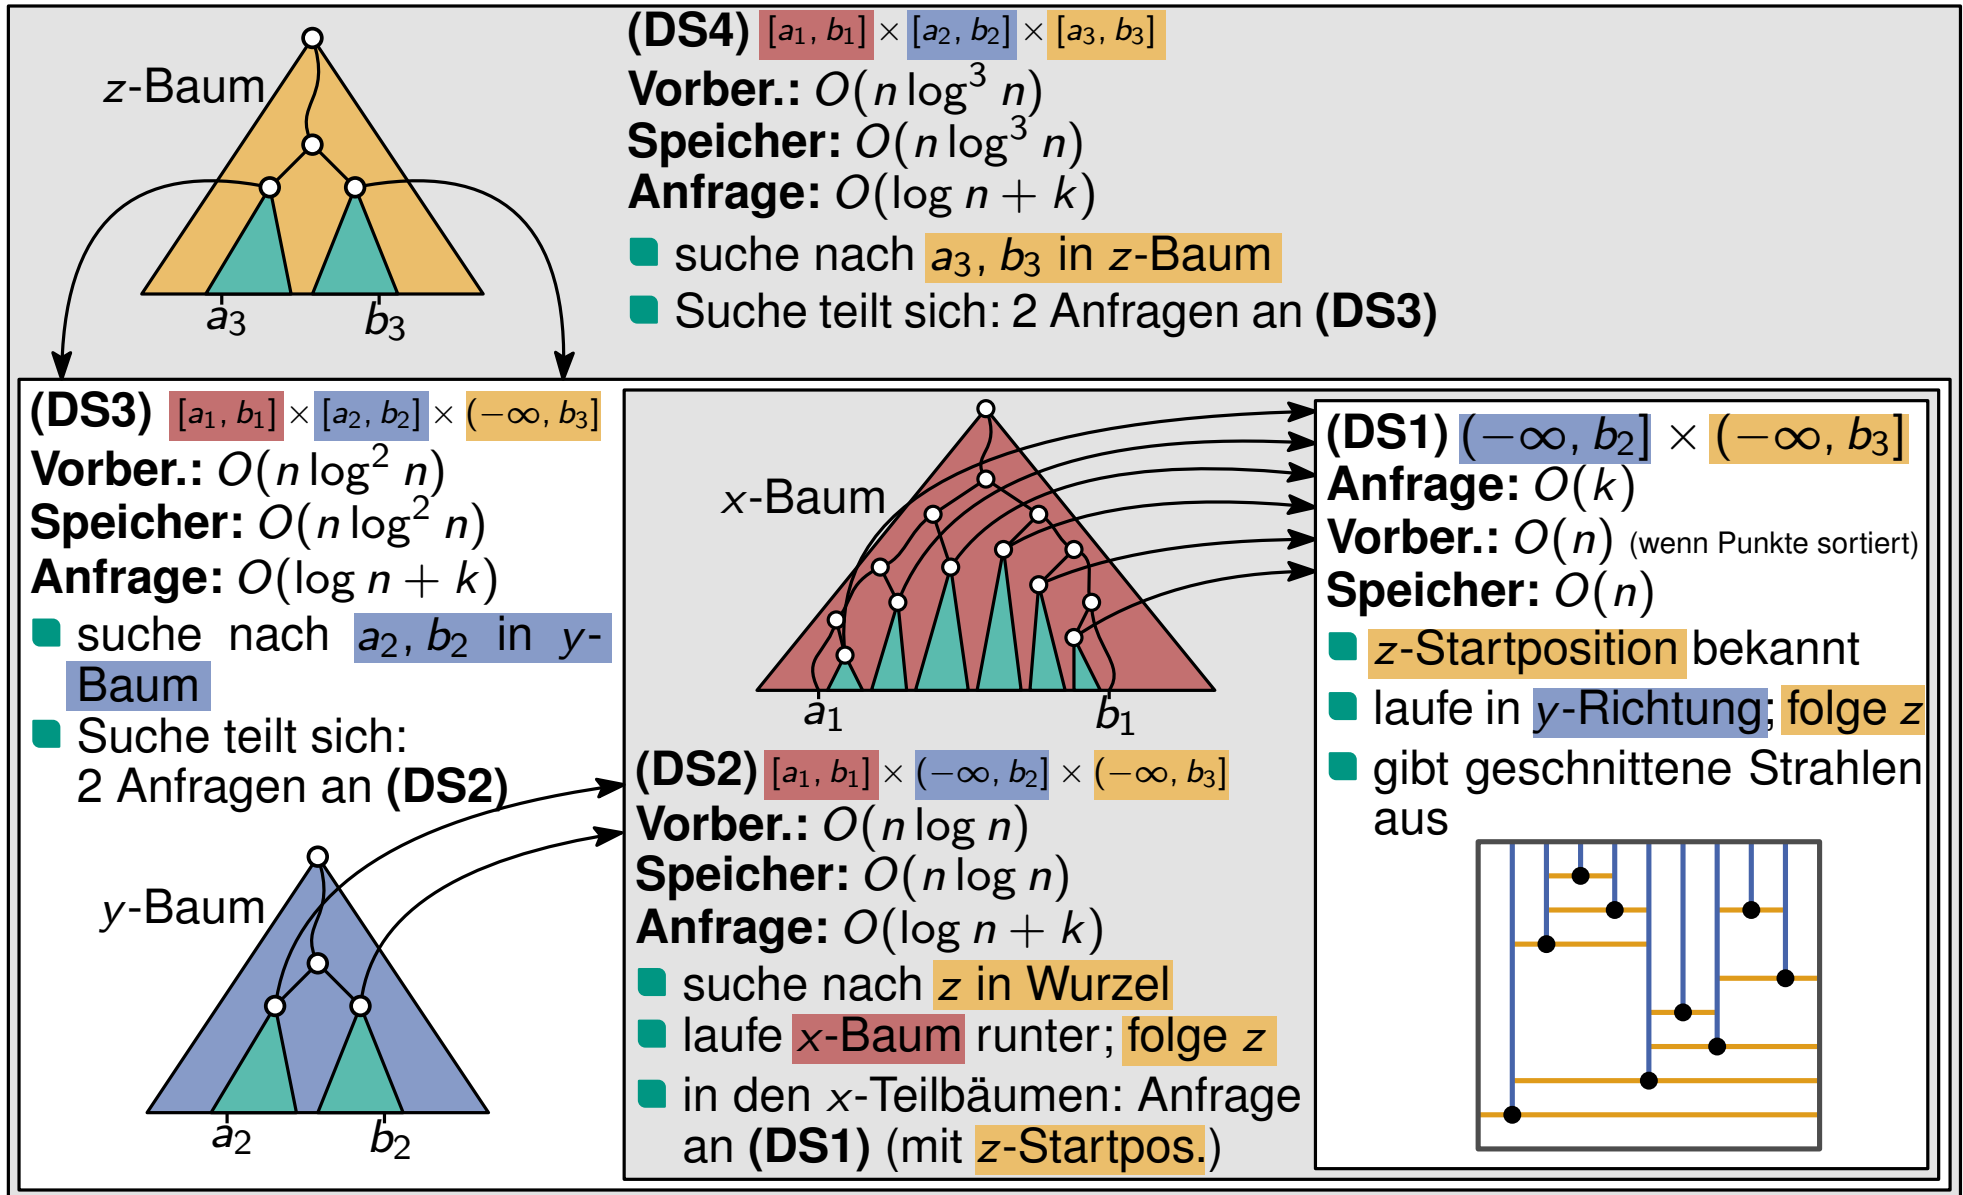 z-Baum
a₃
b₃
(DS4) [a₁, b₁] × [a₂, b₂] × [a₃, b₃]
Vorber.: O(n log³ n)
Speicher: O(n log³ n)
Anfrage: O(log n + k)
suche nach a₃, b₃ in z-Baum
Suche teilt sich: 2 Anfragen an (DS3)
(DS3) [a₁, b₁] × [a₂, b₂] × (−∞, b₃]
Vorber.: O(n log² n)
Speicher: O(n log² n)
Anfrage: O(log n + k)
suche nach a₂, b₂ in y-
Baum
Suche teilt sich:
2 Anfragen an (DS2)
y-Baum
a₂
b₂
x-Baum
a₁
b₁
(DS2) [a₁, b₁] × (−∞, b₂] × (−∞, b₃]
Vorber.: O(n log n)
Speicher: O(n log n)
Anfrage: O(log n + k)
suche nach z in Wurzel
laufe x-Baum runter; folge z
in den x-Teilbäumen: Anfrage
an (DS1) (mit z-Startpos.)
(DS1) (−∞, b₂] × (−∞, b₃]
Anfrage: O(k)
Vorber.: O(n) (wenn Punkte sortiert)
Speicher: O(n)
z-Startposition bekannt
laufe in y-Richtung; folge z
gibt geschnittene Strahlen
aus